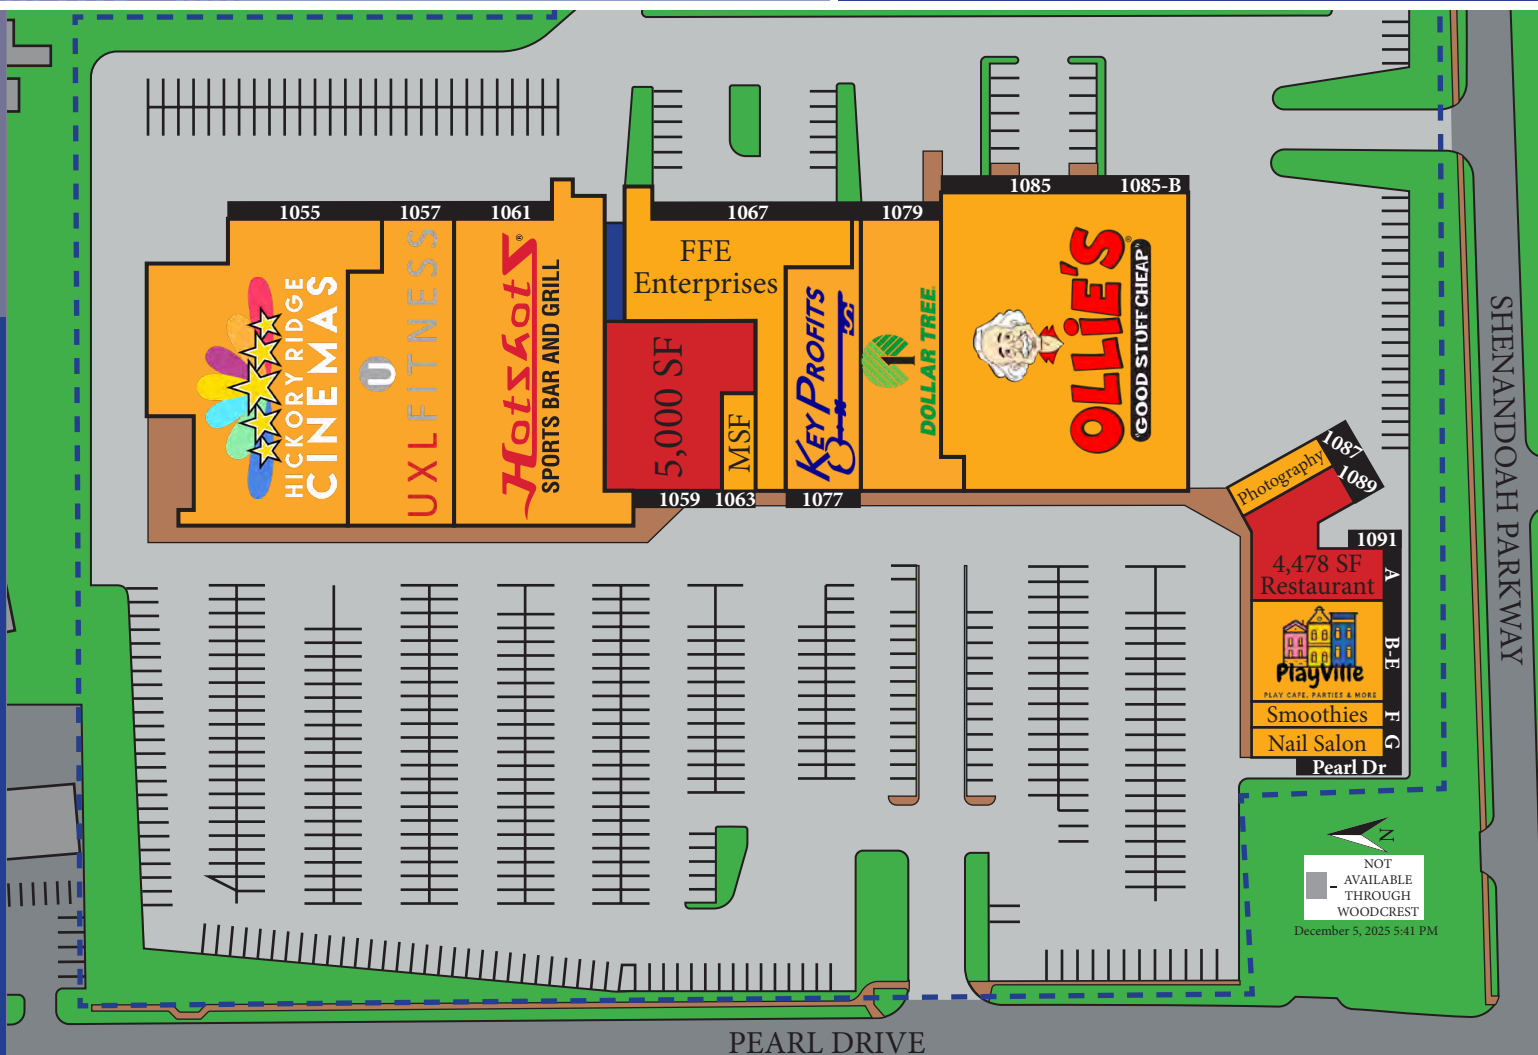 1085
1085-B
1055
1057
1061
1067
1079
FFE
Enterprises
HICKORY RIDGE
CINEMAS
U
UXLFITNESS
HotShotS®
SPORTS BAR AND GRILL
5,000 SF
MSF
KEY PROFITS
1
DOLLAR TREE.
OLLiE'S®
"GOOD STUFF CHEAP"
1059
1063
1077
Photography
1087
1089
1091
4,478 SF
Restaurant
A
PlayVille
PLAY CAFE, PARTIES & MORE
B-E
Smoothies
F
Nail Salon
G
Pearl Dr
SHENANDOAH PARKWAY
N
NOT
AVAILABLE
THROUGH
WOODCREST
December 5, 2025 5:41 PM
PEARL DRIVE